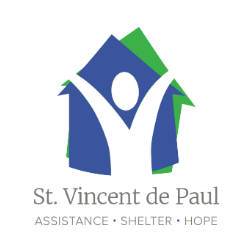 St. Vincent de Paul
ASSISTANCE • SHELTER • HOPE